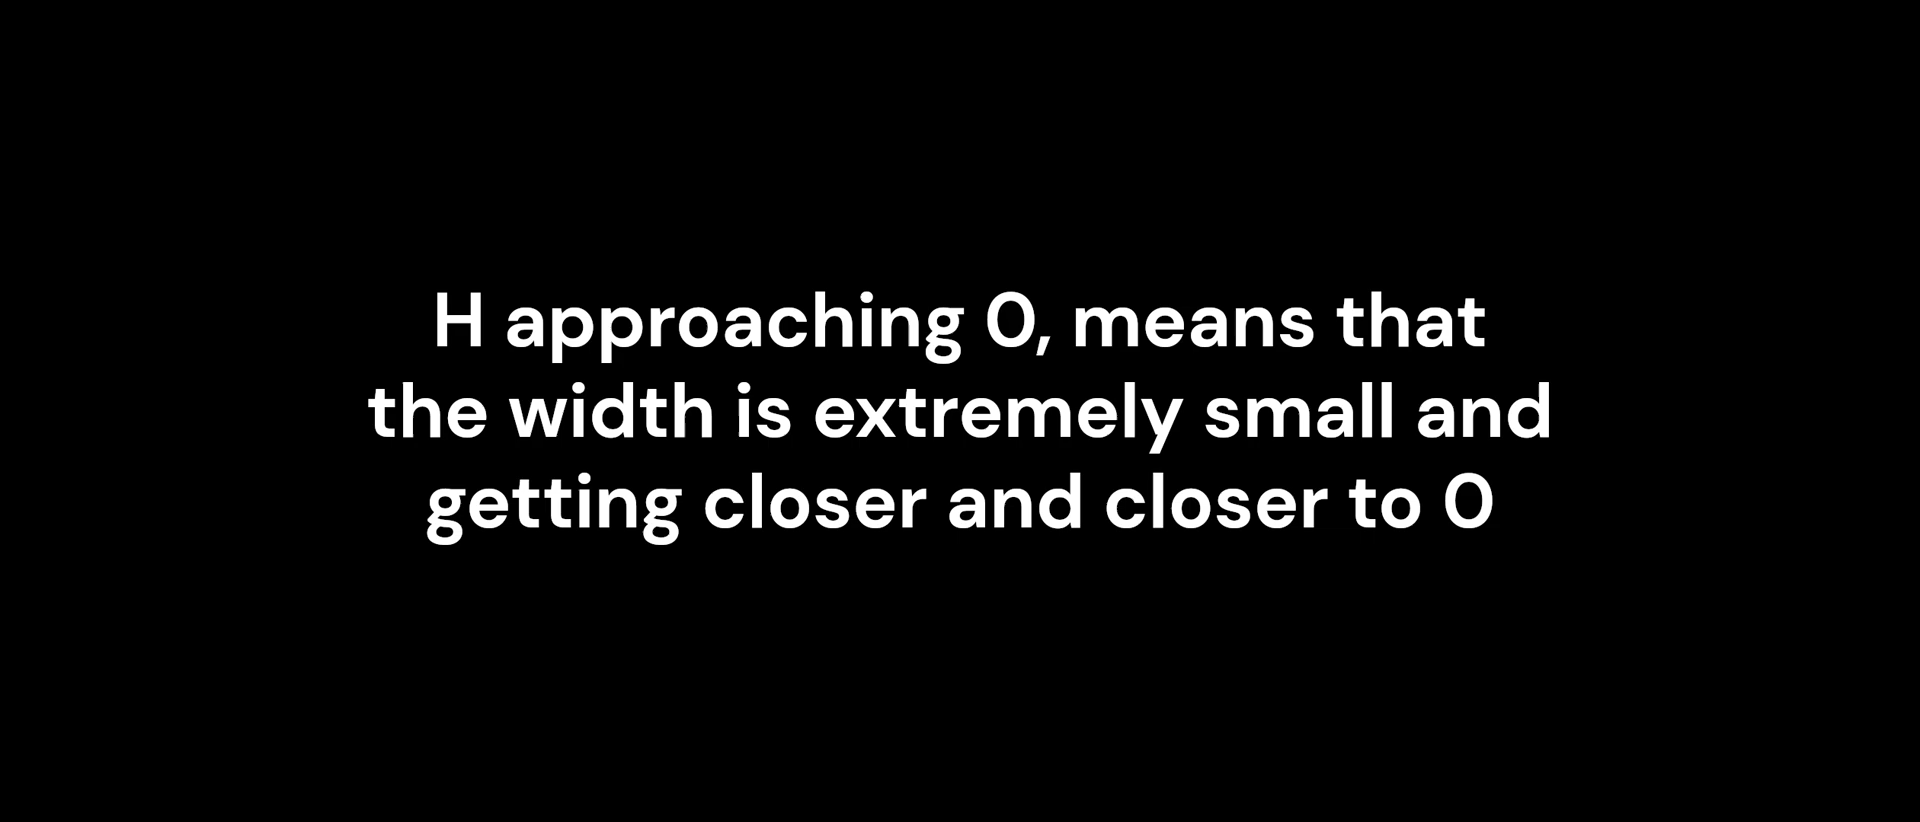 H approaching 0, means that
the width is extremely small and
getting closer and closer to 0